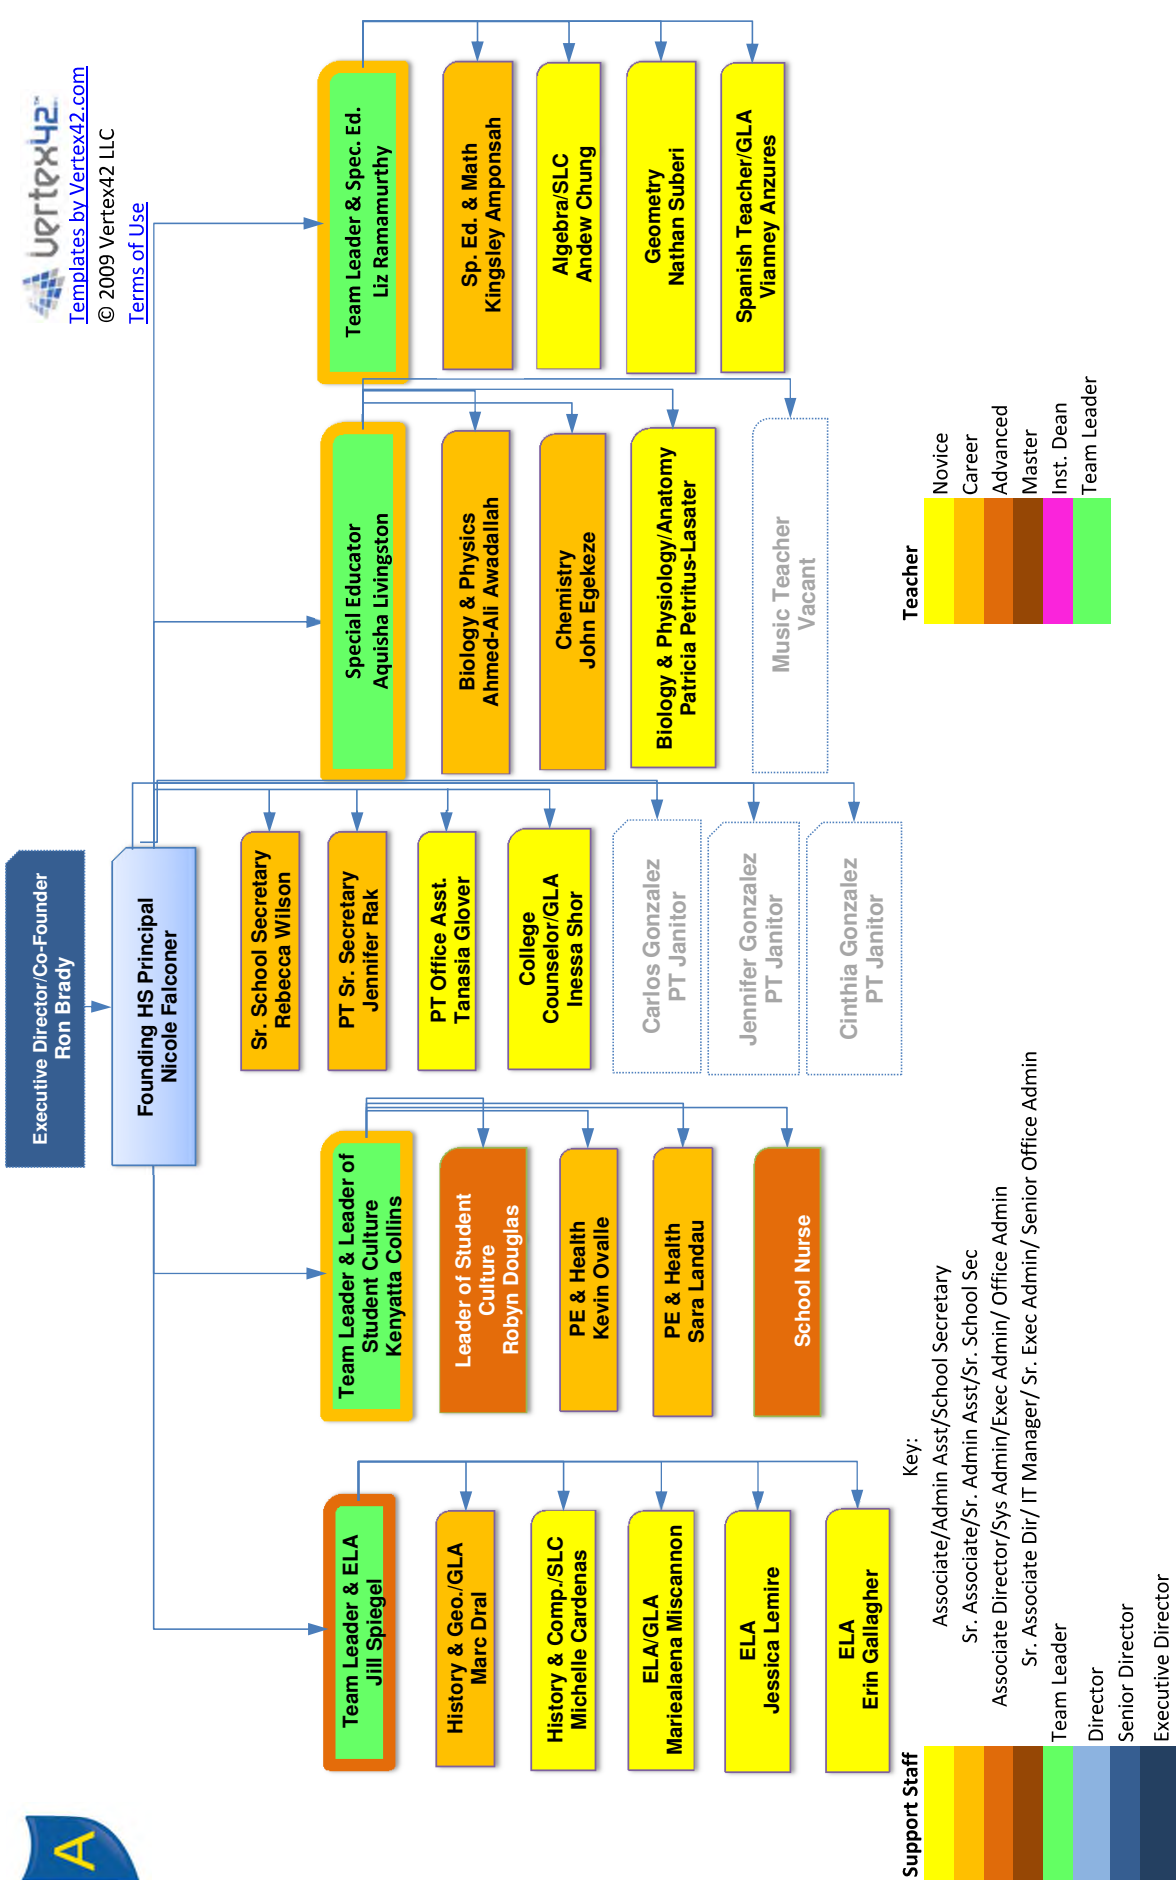 A
Vertex42™
Templates by Vertex42.com
© 2009 Vertex42 LLC
Terms of Use
Executive Director/Co-Founder
Ron Brady
Founding HS Principal
Nicole Falconer
Team Leader & ELA
Jill Spiegel
History & Geo./GLA
Marc Dral
History & Comp./SLC
Michelle Cardenas
ELA/GLA
Mariealaena Miscannon
ELA
Jessica Lemire
ELA
Erin Gallagher
Team Leader & Leader of
Student Culture
Kenyatta Collins
Leader of Student
Culture
Robyn Douglas
PE & Health
Kevin Ovalle
PE & Health
Sara Landau
School Nurse
Sr. School Secretary
Rebecca Wilson
PT Sr. Secretary
Jennifer Rak
PT Office Asst.
Tanasia Glover
College
Counselor/GLA
Inessa Shor
Carlos Gonzalez
PT Janitor
Jennifer Gonzalez
PT Janitor
Cinthia Gonzalez
PT Janitor
Special Educator
Aquisha Livingston
Biology & Physics
Ahmed-Ali Awadallah
Chemistry
John Egekeze
Biology & Physiology/Anatomy
Patricia Petritus-Lasater
Music Teacher
Vacant
Team Leader & Spec. Ed.
Liz Ramamurthy
Sp. Ed. & Math
Kingsley Amponsah
Algebra/SLC
Andew Chung
Geometry
Nathan Suberi
Spanish Teacher/GLA
Vianney Anzures
Support Staff
Key:
Associate/Admin Asst/School Secretary
Sr. Associate/Sr. Admin Asst/Sr. School Sec
Associate Director/Sys Admin/Exec Admin/ Office Admin
Sr. Associate Dir/ IT Manager/ Sr. Exec Admin/ Senior Office Admin
Team Leader
Director
Senior Director
Executive Director
Teacher
Novice
Career
Advanced
Master
Inst. Dean
Team Leader